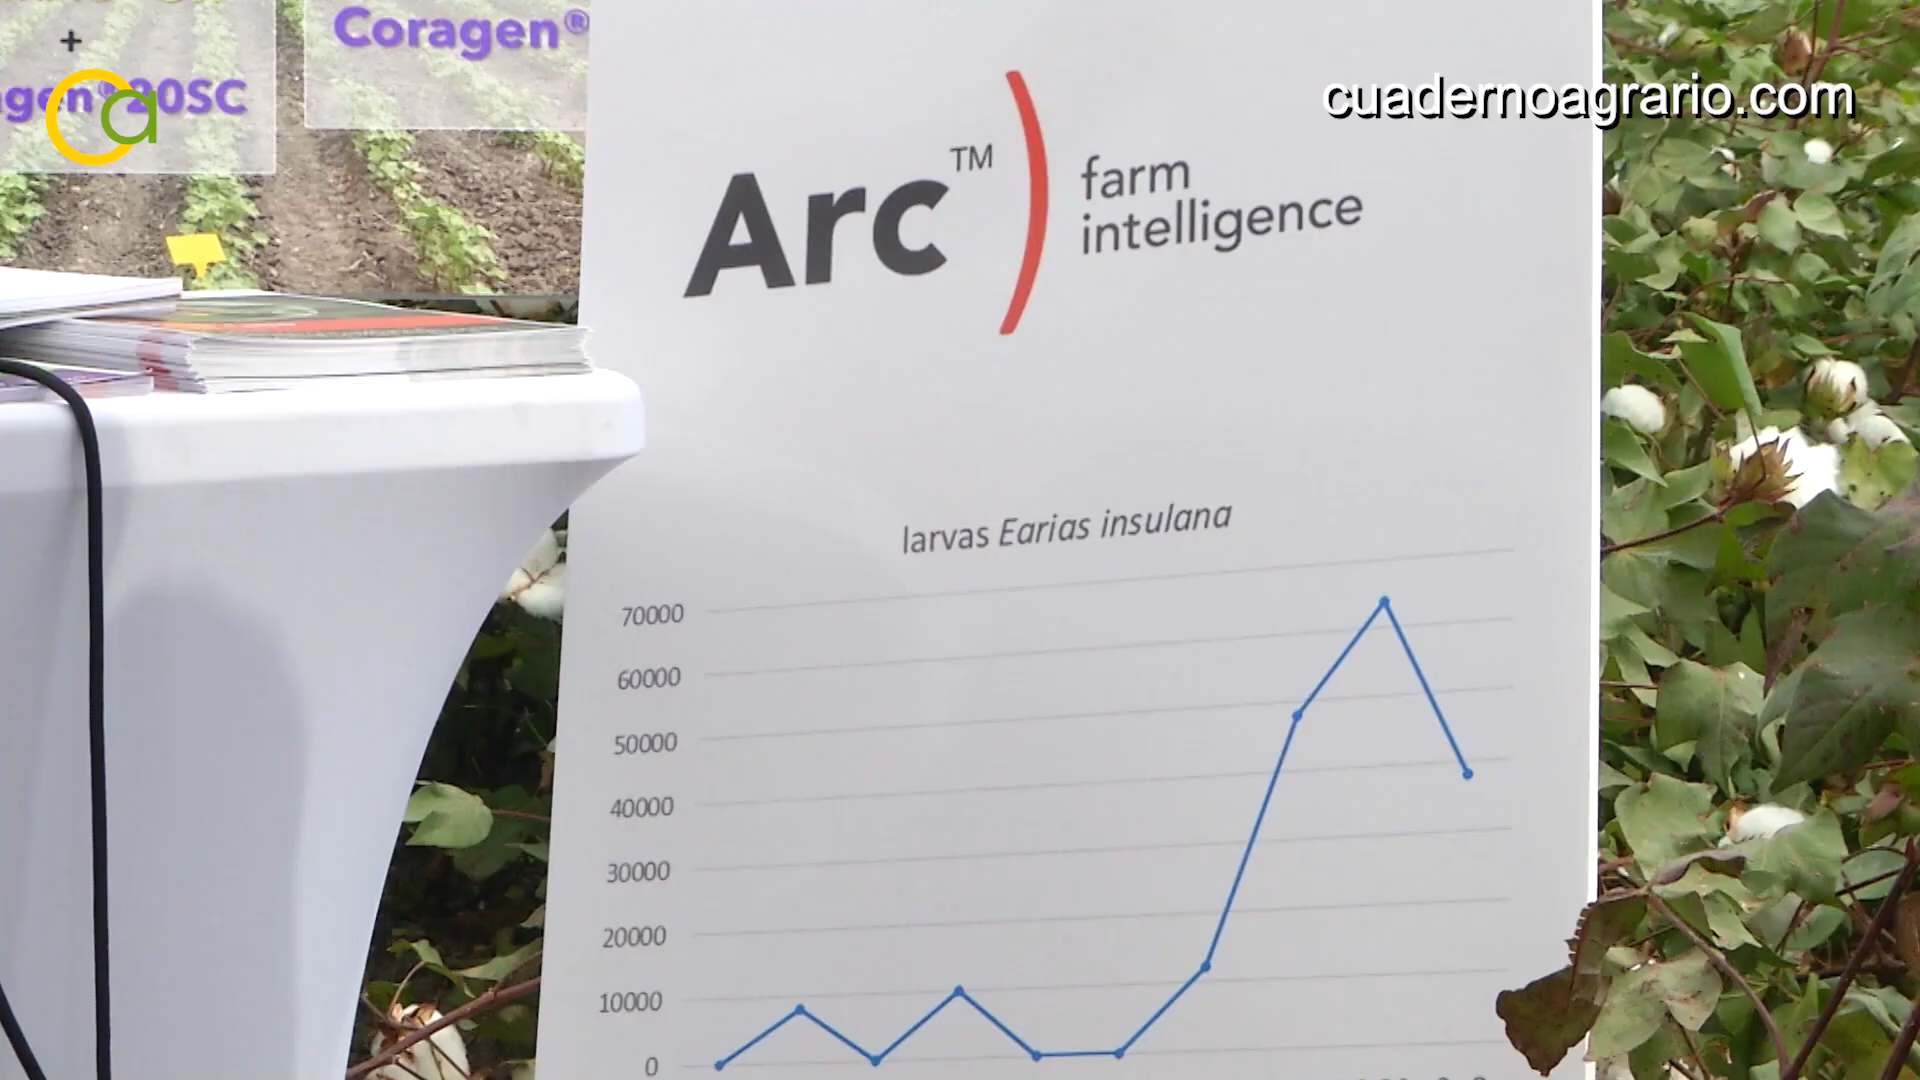 +
gen® 20SC
Coragen®
cuadernoagrario.com
Arc™
farm
intelligence
larvas Earias insulana
70000
60000
50000
40000
30000
20000
10000
0